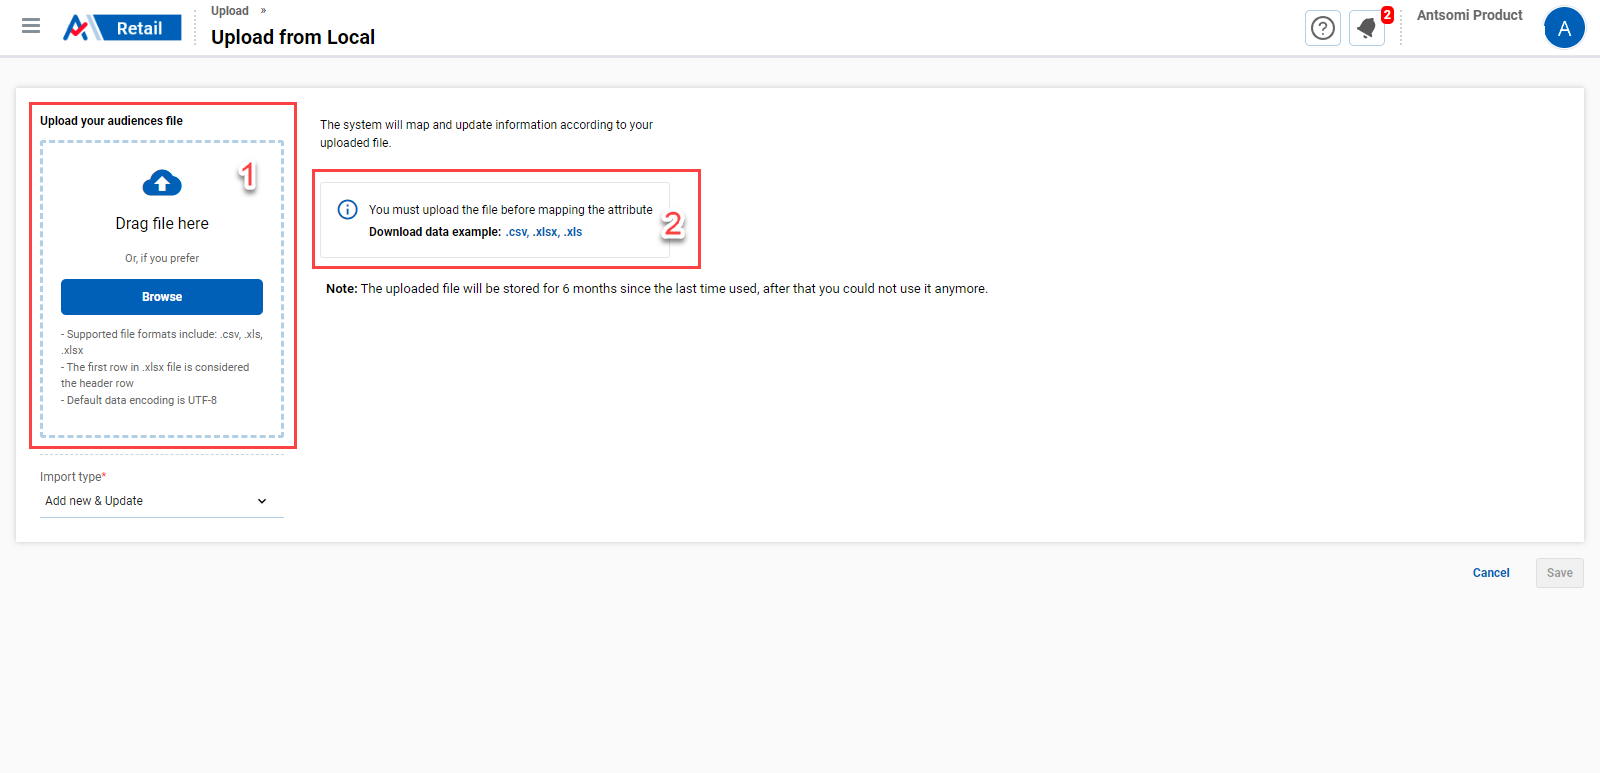 Retail
Upload »
Upload from Local
2
Antsomi Product
A
Upload your audiences file
1
Drag file here
Or, if you prefer
Browse
- Supported file formats include: .csv, .xls,
.xlsx
- The first row in .xlsx file is considered
the header row
- Default data encoding is UTF-8
Import type*
Add new & Update
The system will map and update information according to your
uploaded file.
You must upload the file before mapping the attribute
Download data example: .csv, .xlsx, .xls
2
Note: The uploaded file will be stored for 6 months since the last time used, after that you could not use it anymore.
Cancel
Save